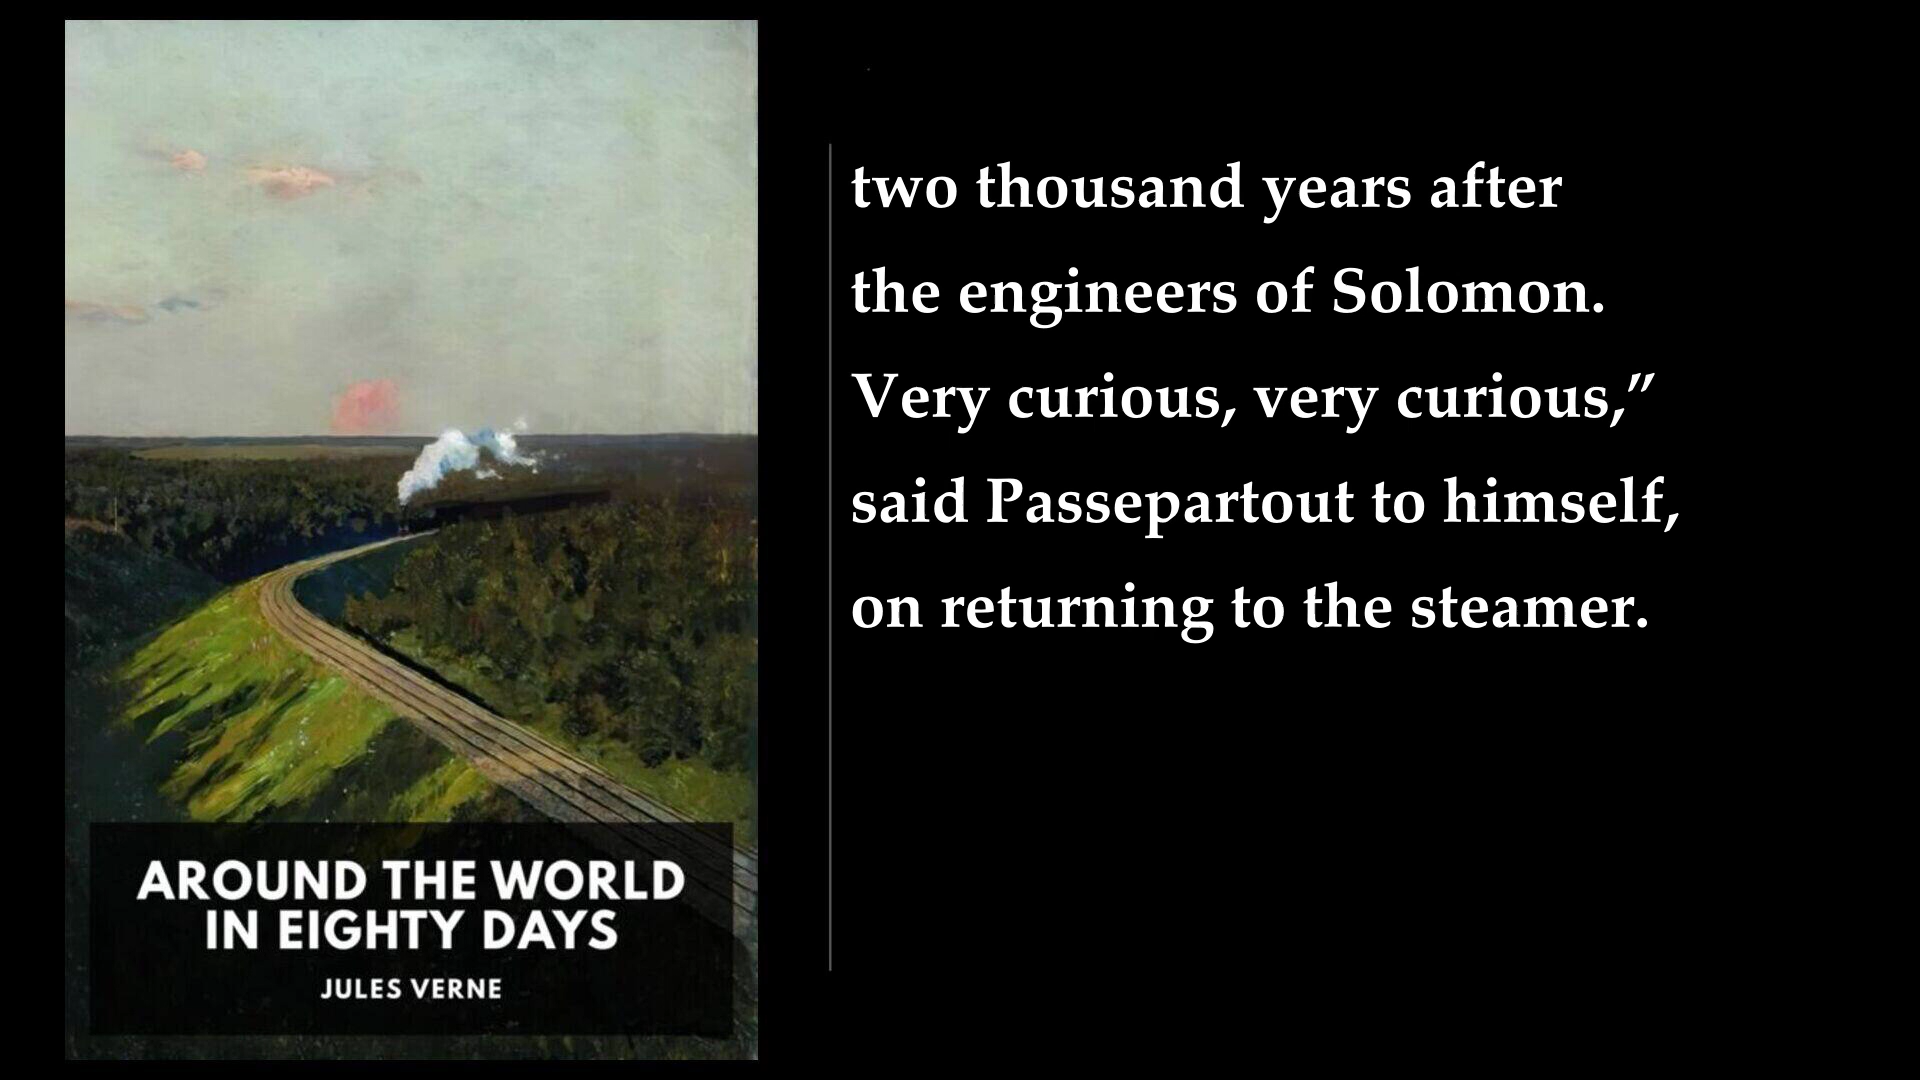 AROUND THE WORLD
IN EIGHTY DAYS
JULES VERNE
two thousand years after
the engineers of Solomon.
Very curious, very curious,”
said Passepartout to himself,
on returning to the steamer.